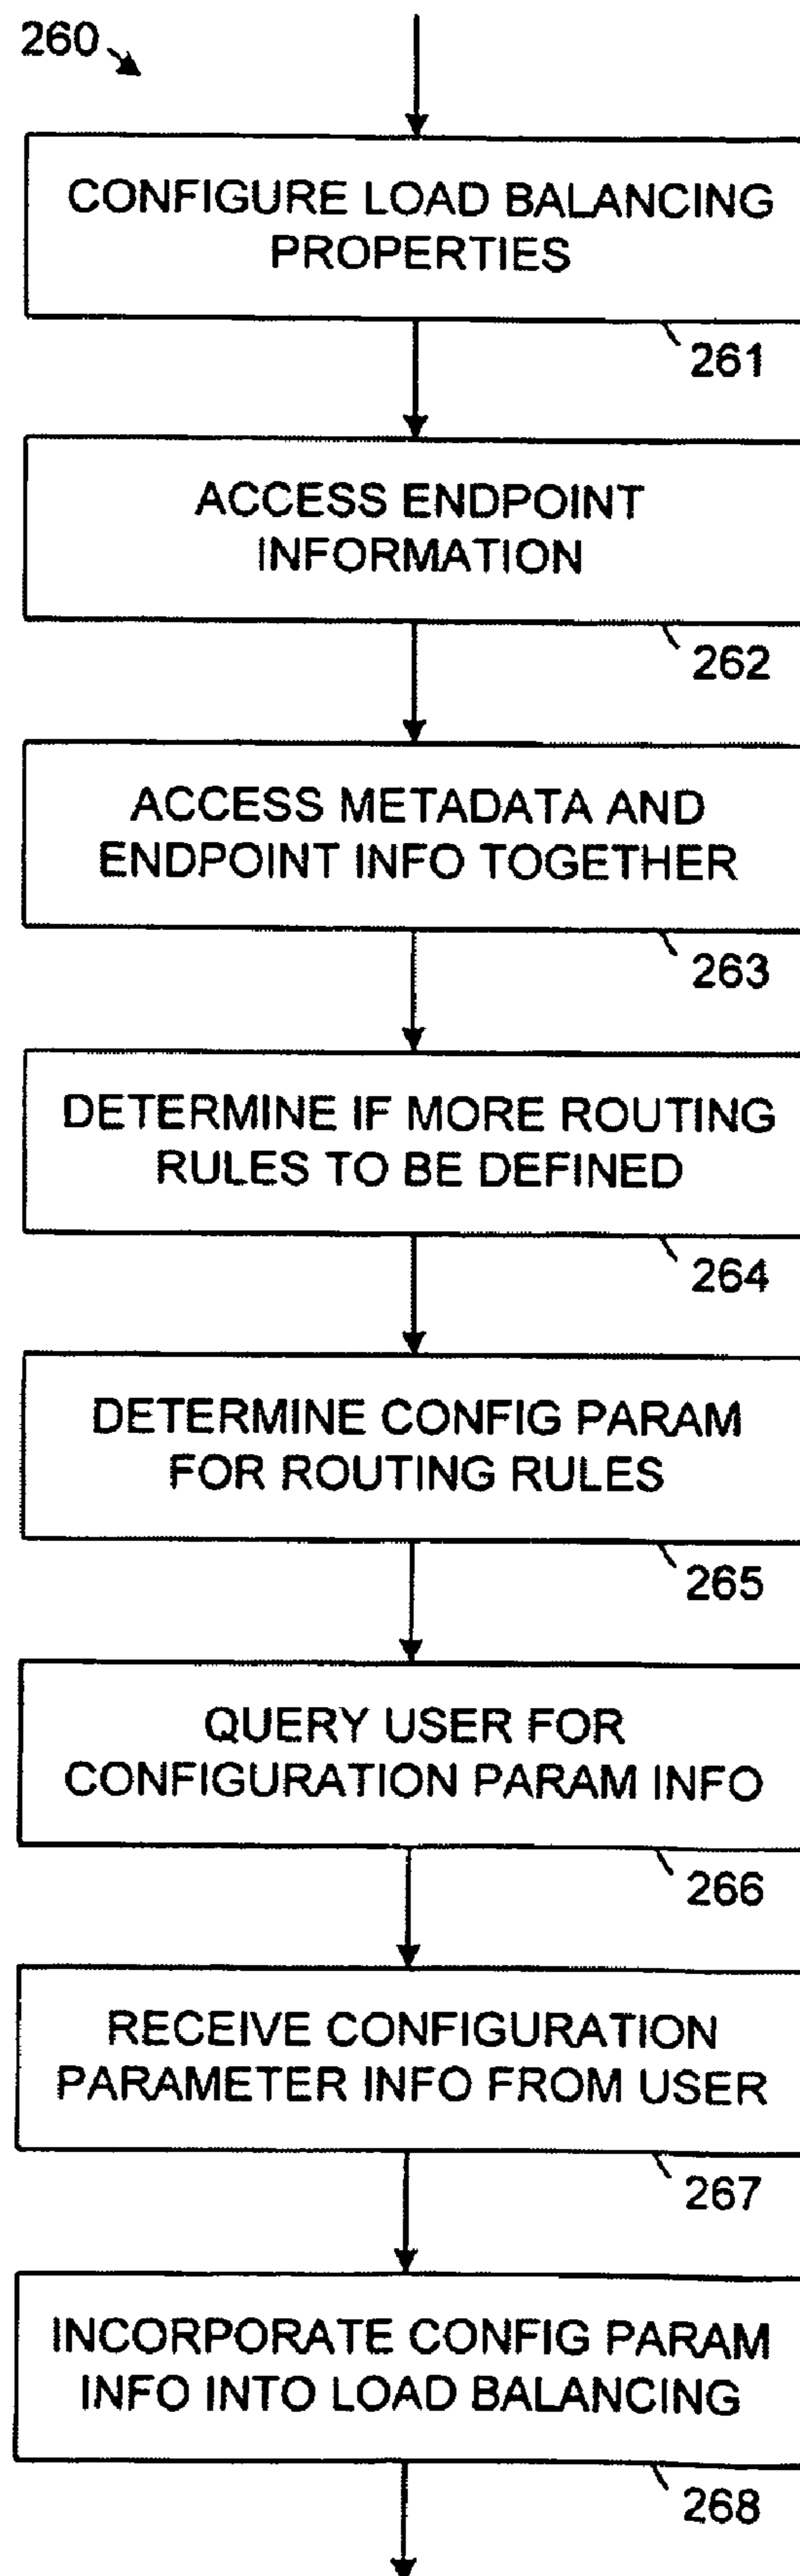 260
CONFIGURE LOAD BALANCING
PROPERTIES
261
ACCESS ENDPOINT
INFORMATION
262
ACCESS METADATA AND
ENDPOINT INFO TOGETHER
263
DETERMINE IF MORE ROUTING
RULES TO BE DEFINED
264
DETERMINE CONFIG PARAM
FOR ROUTING RULES
265
QUERY USER FOR
CONFIGURATION PARAM INFO
266
RECEIVE CONFIGURATION
PARAMETER INFO FROM USER
267
INCORPORATE CONFIG PARAM
INFO INTO LOAD BALANCING
268